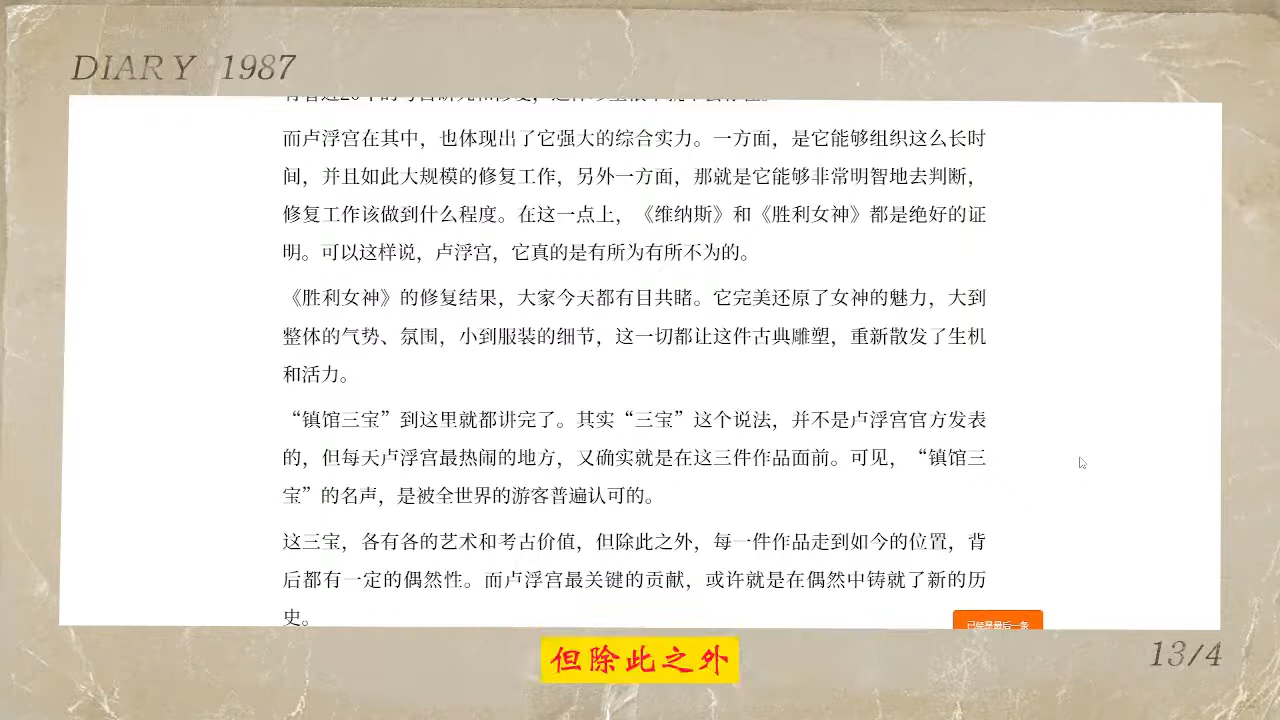 DIARY 1987
而卢浮宫在其中，也体现出了它强大的综合实力。一方面，是它能够组织这么长时
间，并且如此大规模的修复工作，另外一方面，那就是它能够非常明智地去判断，
修复工作该做到什么程度。在这一点上，《维纳斯》和《胜利女神》都是绝好的证
明。可以这样说，卢浮宫，它真的是有所为有所不为的。
《胜利女神》的修复结果，大家今天都有目共睹。它完美还原了女神的魅力，大到
整体的气势、氛围，小到服装的细节，这一切都让这件古典雕塑，重新散发了生机
和活力。
“镇馆三宝”到这里就都讲完了。其实“三宝”这个说法，并不是卢浮宫官方发表
的，但每天卢浮宫最热闹的地方，又确实就是在这三件作品面前。可见，“镇馆三
宝”的名声，是被全世界的游客普遍认可的。
这三宝，各有各的艺术和考古价值，但除此之外，每一件作品走到如今的位置，背
后都有一定的偶然性。而卢浮宫最关键的贡献，或许就是在偶然中铸就了新的历
史。
已经是最后一条
但除此之外
13/4